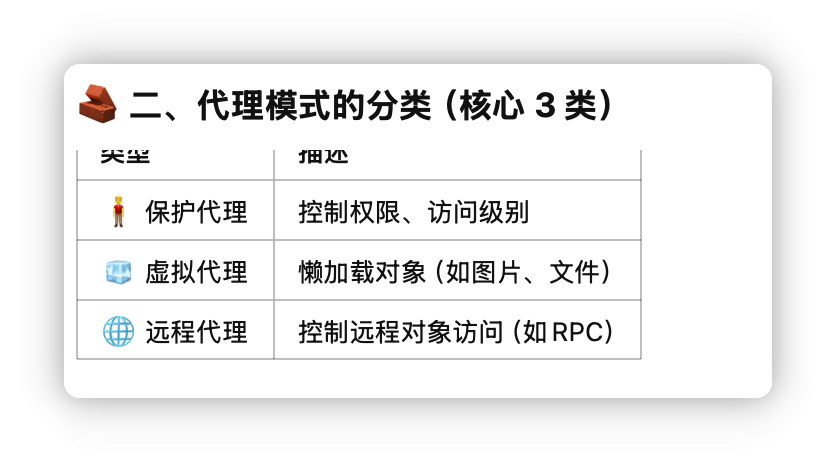 🧱 二、代理模式的分类（核心 3 类）
类型 描述
🧍 保护代理 控制权限、访问级别
🧊 虚拟代理 懒加载对象（如图片、文件）
🌐 远程代理 控制远程对象访问（如 RPC）